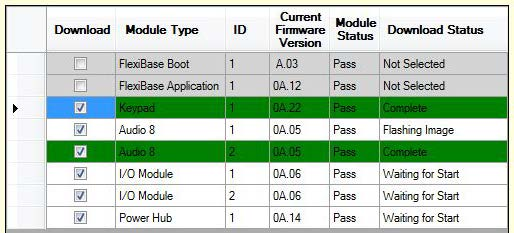 Download Module Type ID Current Firmware Version Module Status Download Status
FlexiBase Boot 1 A.03 Pass Not Selected
FlexiBase Application 1 0A.12 Pass Not Selected
Keypad 1 0A.22 Pass Complete
Audio 8 1 0A.05 Pass Flashing Image
Audio 8 2 0A.05 Pass Complete
I/O Module 1 0A.06 Pass Waiting for Start
I/O Module 2 0A.06 Pass Waiting for Start
Power Hub 1 0A.14 Pass Waiting for Start